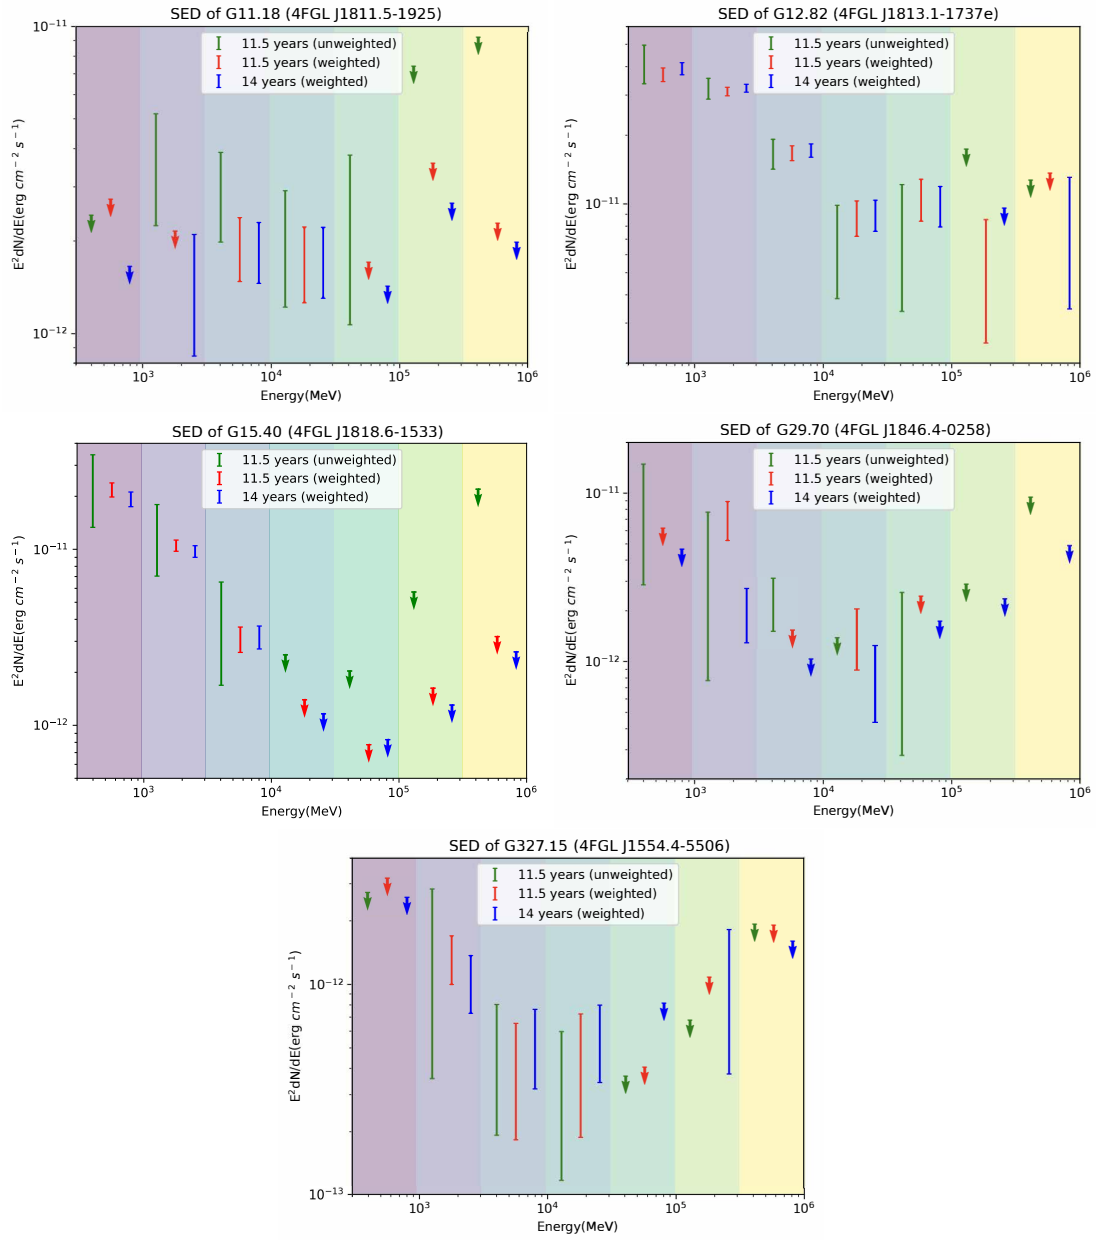 SED of G11.18 (4FGL J1811.5-1925)
11.5 years (unweighted)
11.5 years (weighted)
14 years (weighted)
E²dN/dE(erg cm⁻² s⁻¹)
10⁻¹¹
10⁻¹²
10³
10⁴
10⁵
10⁶
Energy(MeV)
SED of G12.82 (4FGL J1813.1-1737e)
11.5 years (unweighted)
11.5 years (weighted)
14 years (weighted)
E²dN/dE(erg cm⁻² s⁻¹)
10⁻¹¹
10³
10⁴
10⁵
10⁶
Energy(MeV)
SED of G15.40 (4FGL J1818.6-1533)
11.5 years (unweighted)
11.5 years (weighted)
14 years (weighted)
E²dN/dE(erg cm⁻² s⁻¹)
10⁻¹¹
10⁻¹²
10³
10⁴
10⁵
10⁶
Energy(MeV)
SED of G29.70 (4FGL J1846.4-0258)
11.5 years (unweighted)
11.5 years (weighted)
14 years (weighted)
E²dN/dE(erg cm⁻² s⁻¹)
10⁻¹¹
10⁻¹²
10³
10⁴
10⁵
10⁶
Energy(MeV)
SED of G327.15 (4FGL J1554.4-5506)
11.5 years (unweighted)
11.5 years (weighted)
14 years (weighted)
E²dN/dE(erg cm⁻² s⁻¹)
10⁻¹²
10⁻¹³
10³
10⁴
10⁵
10⁶
Energy(MeV)